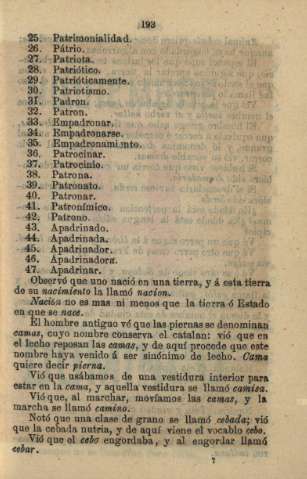 193
25. Patrimonialidad.
26. Pátrio.
27. Patriota.
28. Patriótico.
29. Patrióticamente.
30. Patriotismo.
31. Padron.
32. Patron.
33. Empadronar.
34. Empadronarse.
35. Empadronamiento.
36. Patrocinar.
37. Patrocinio.
38. Patrona.
39. Patronato.
40. Patronar.
41. Patronímico.
42. Patrono.
43. Apadrinado.
44. Apadrinada.
45. Apadrinador.
46. Apadrinadora.
47. Apadrinar.
Observó que uno nació en una tierra, y á esta tierra
de su nacimiento la llamó nacion.
Nacion no es mas ni menos que la tierra ó Estado
en que se nace.
El hombre antiguo vé que las piernas se denominan
camas, cuyo nombre conserva el catalan: vió que en
el lecho reposan las camas, y de aquí procede que este
nombre haya venido á ser sinónimo de lecho. Cama
quiere decir pierna.
Vió que usábamos de una vestidura interior para
estar en la cama, y aquella vestidura se llamó camisa.
Vió que, al marchar, movíamos las camas, y la
marcha se llamó camino.
Notó que una clase de grano se llamó cebada; vió
que la cebada nutria, y de aquí viene el vocablo cebo.
Vió que el cebo engordaba, y al engordar llamó
cebar.
7